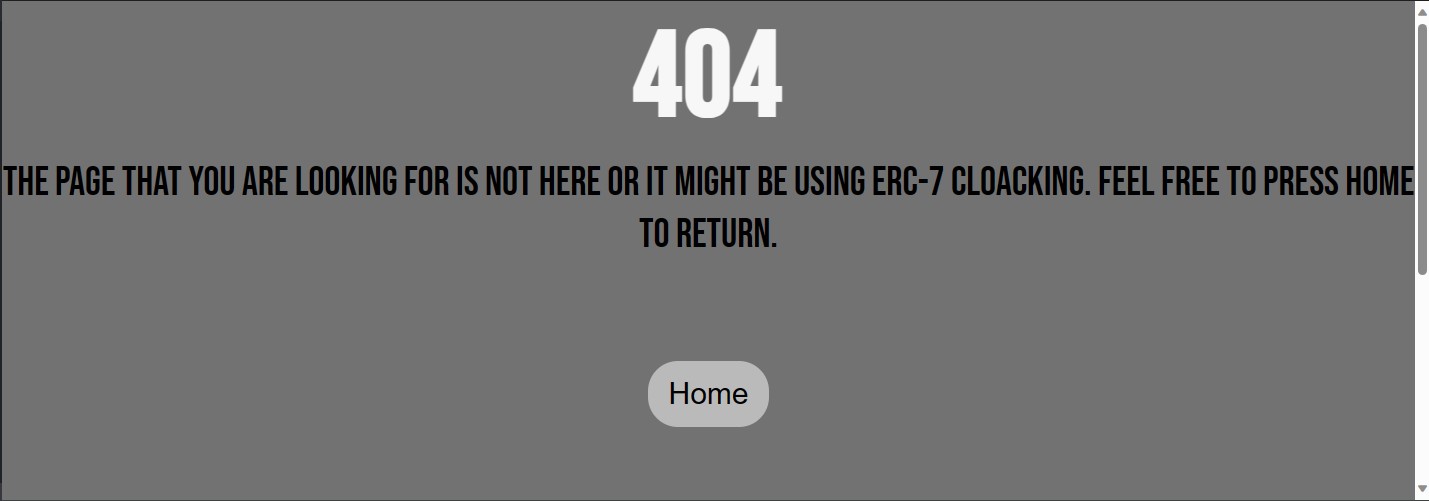 404
THE PAGE THAT YOU ARE LOOKING FOR IS NOT HERE OR IT MIGHT BE USING ERC-7 CLOACKING. FEEL FREE TO PRESS HOME
TO RETURN.
Home